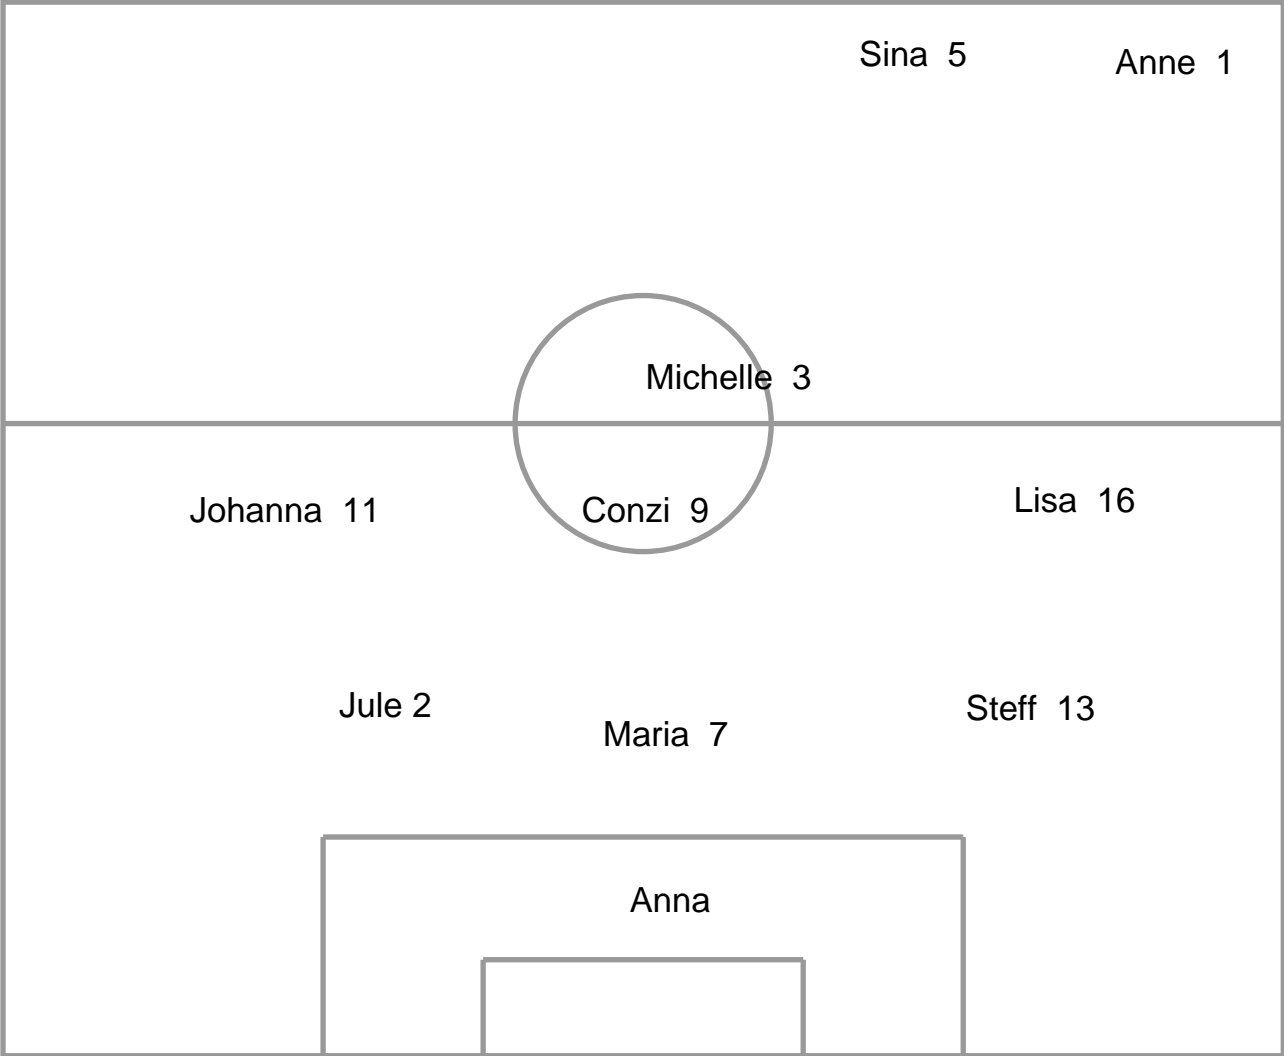 Sina 5
Anne 1
Michelle 3
Johanna 11
Conzi 9
Lisa 16
Jule 2
Maria 7
Steff 13
Anna